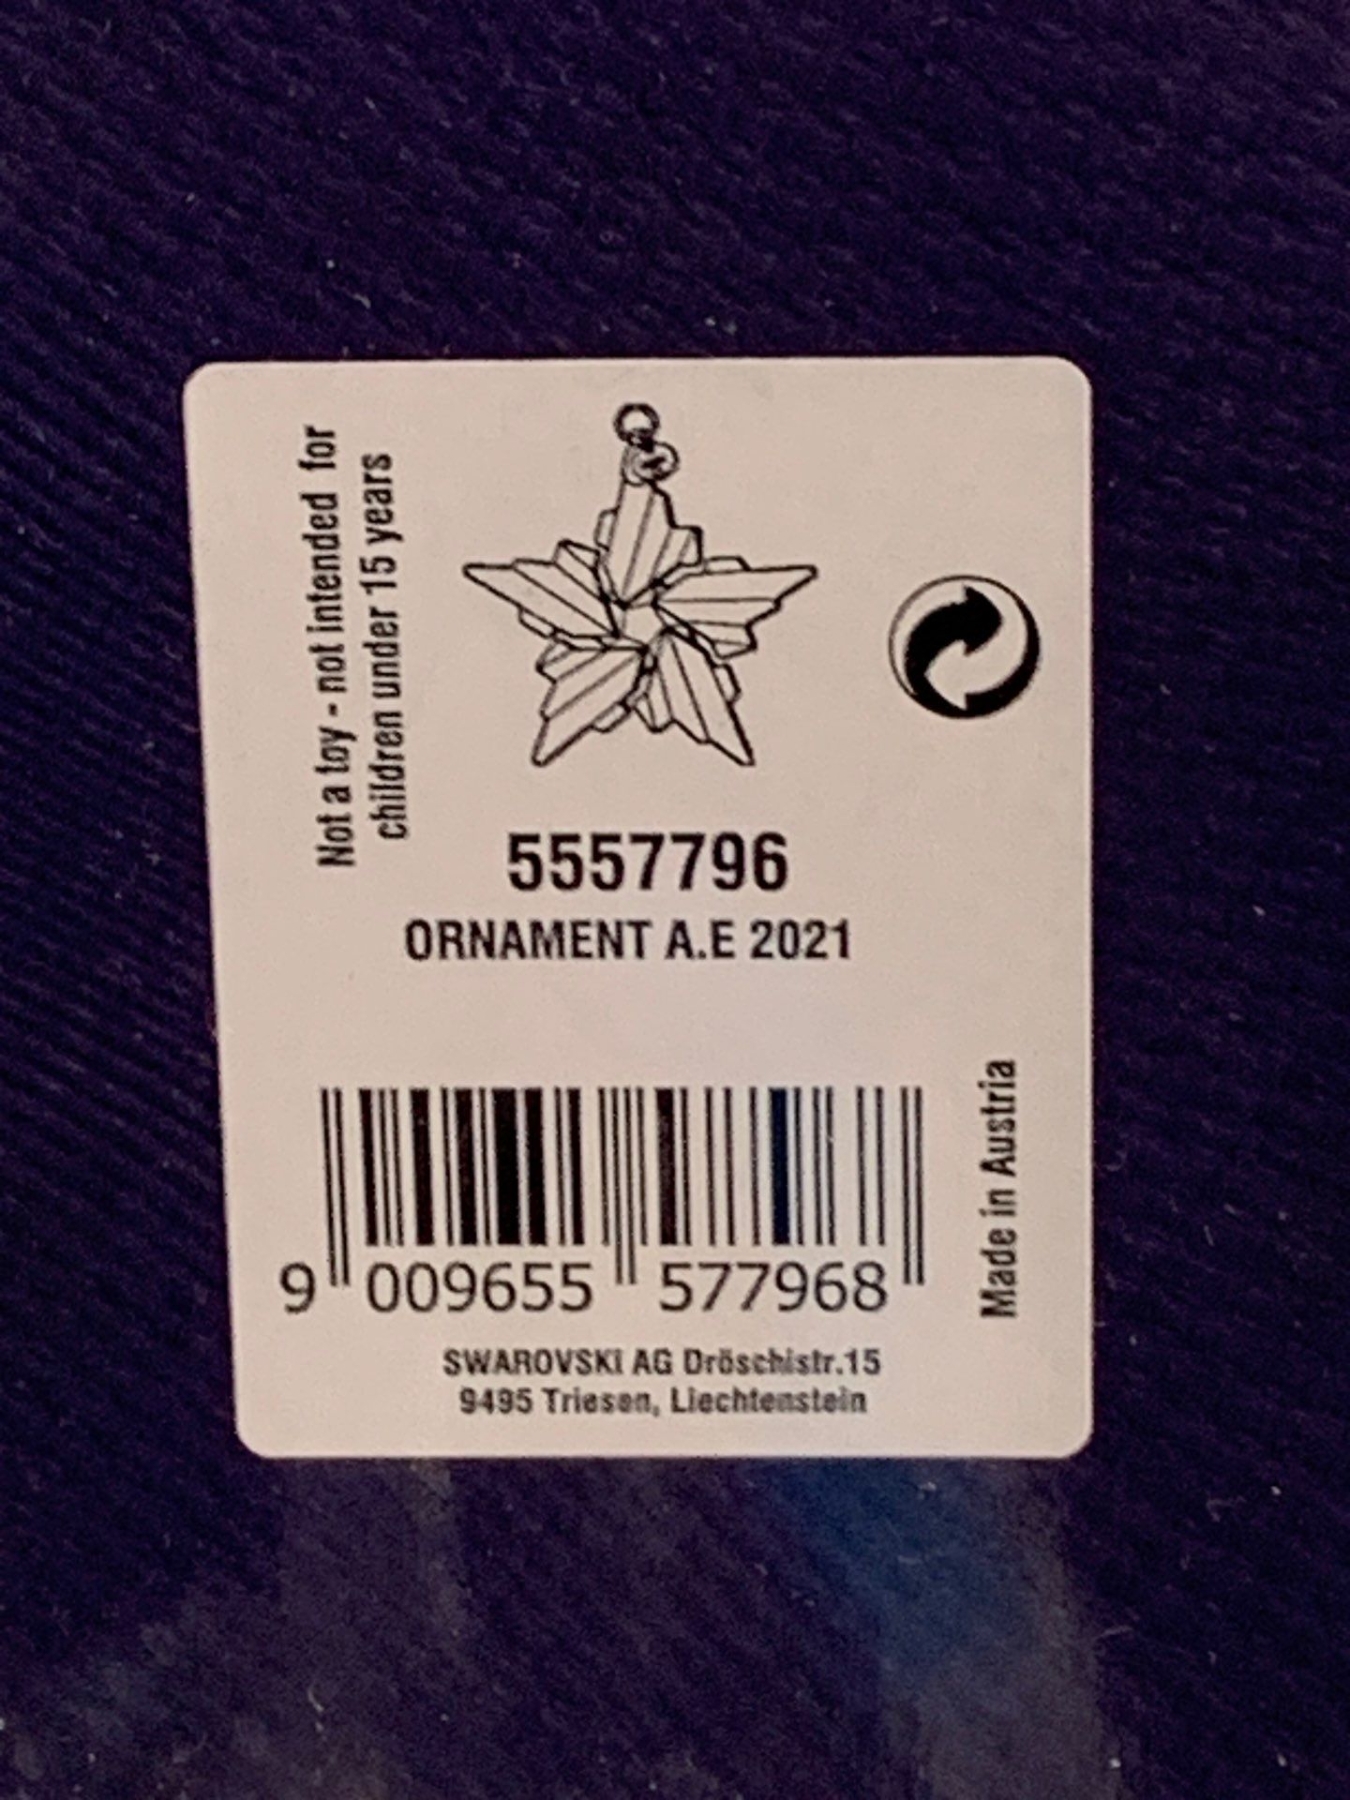 Not a toy - not intended for
children under 15 years
5557796
ORNAMENT A.E 2021
9 009655 577968
Made in Austria
SWAROVSKI AG Dröschistr.15
9495 Triesen, Liechtenstein